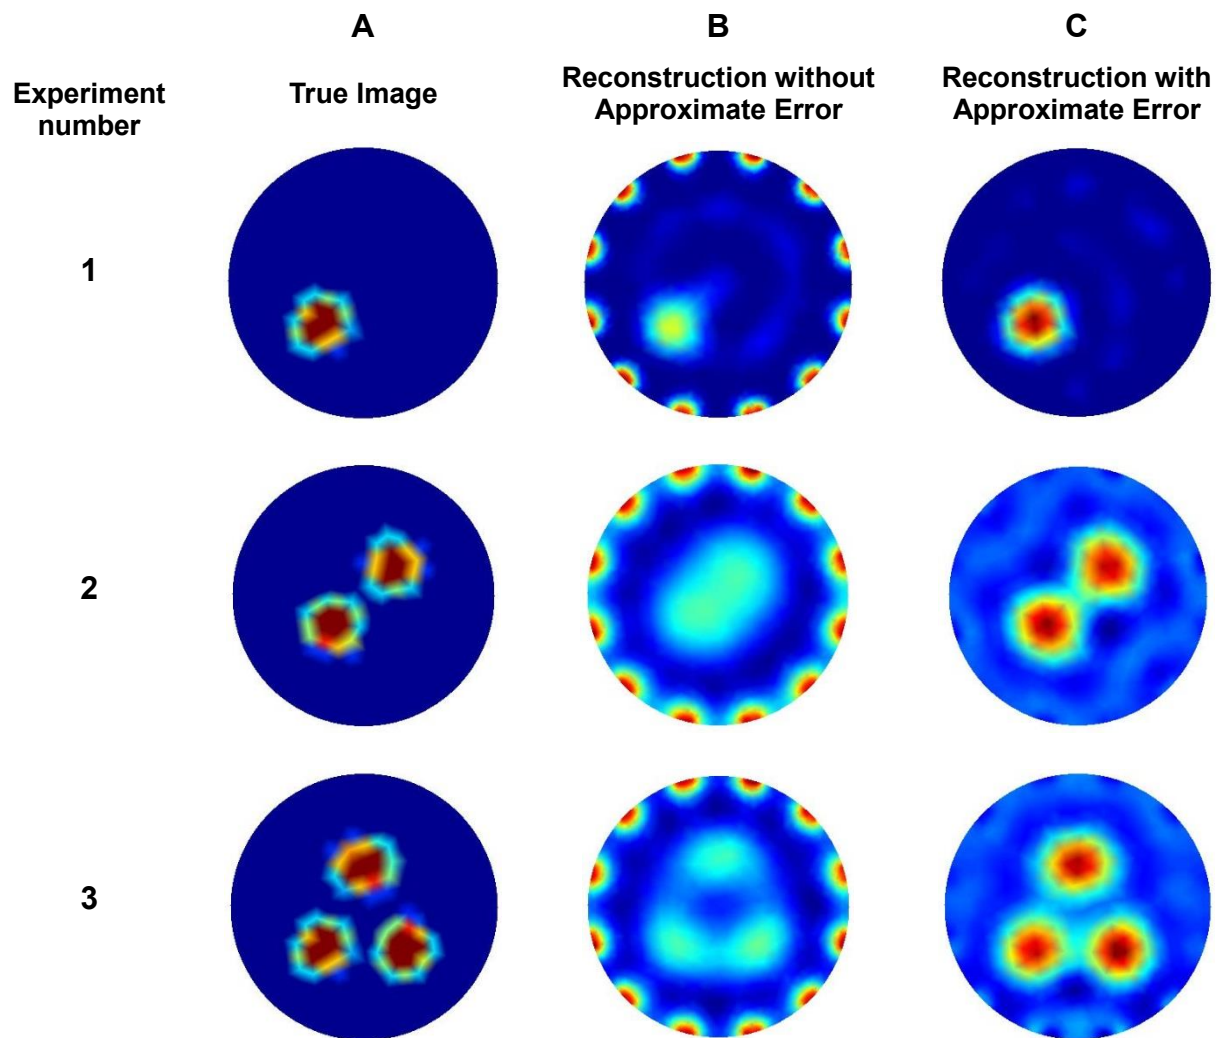 A
B
C
Experiment
number
True Image
Reconstruction without
Approximate Error
Reconstruction with
Approximate Error
1
2
3